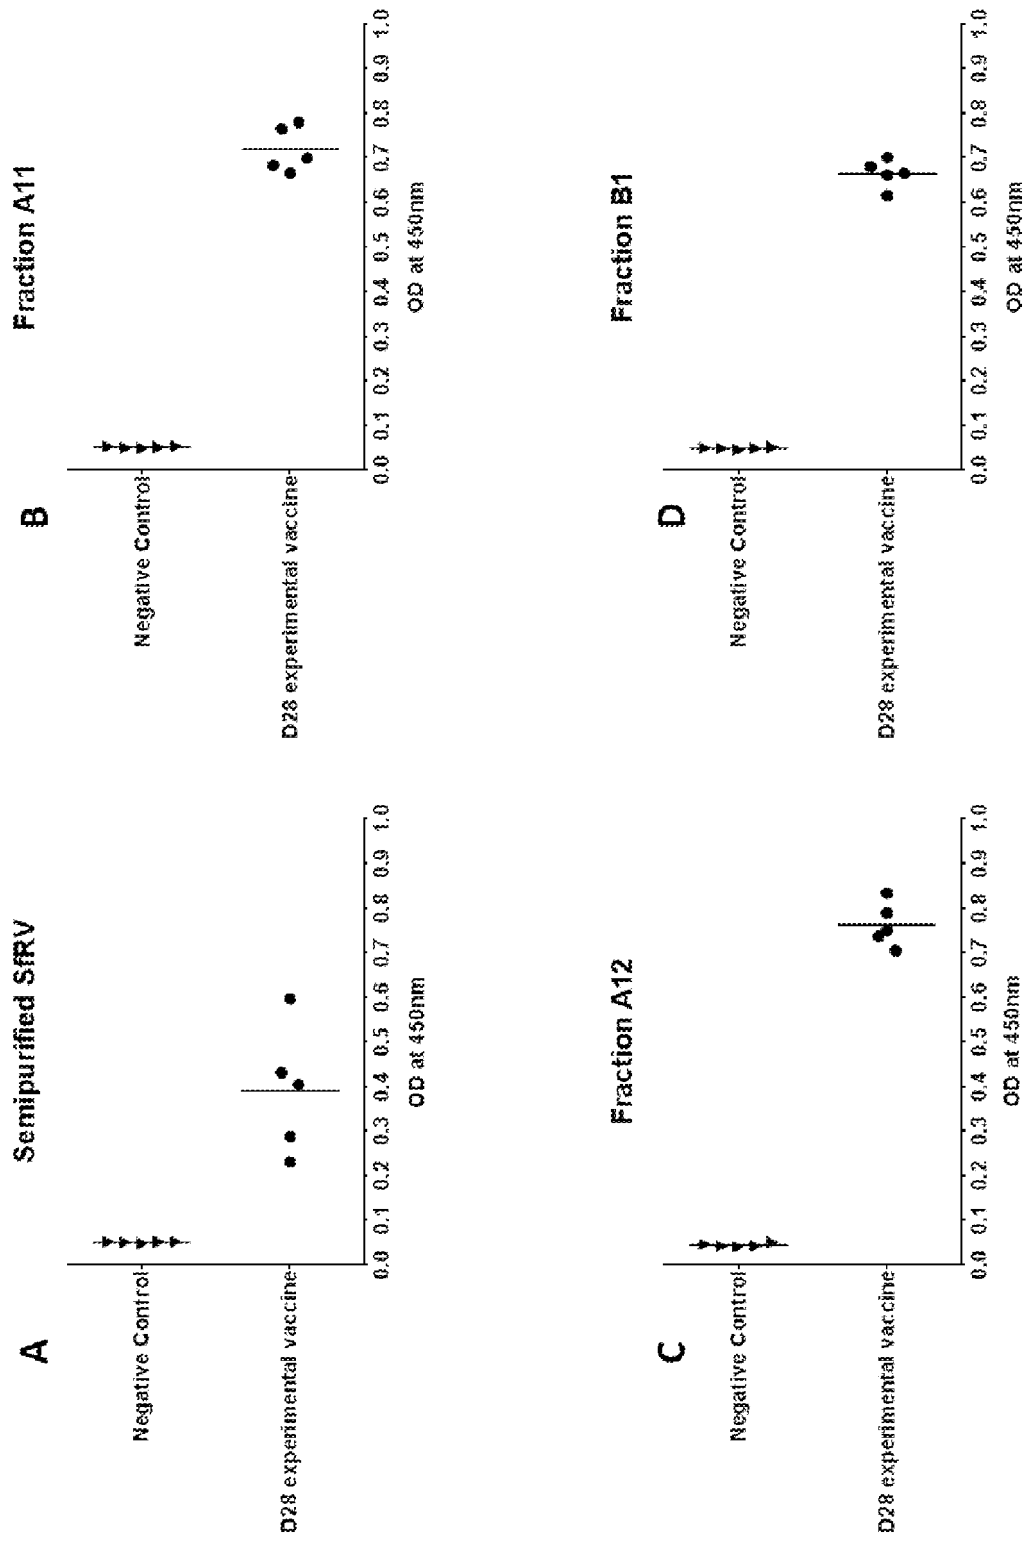 A
Semipurified SfRV
Negative Control
D28 experimental vaccine
0.0 0.1 0.2 0.3 0.4 0.5 0.6 0.7 0.8 0.9 1.0
OD at 450nm
B
Fraction A11
Negative Control
D28 experimental vaccine
0.0 0.1 0.2 0.3 0.4 0.5 0.6 0.7 0.8 0.9 1.0
OD at 450nm
C
Fraction A12
Negative Control
D28 experimental vaccine
0.0 0.1 0.2 0.3 0.4 0.5 0.6 0.7 0.8 0.9 1.0
OD at 450nm
D
Fraction B1
Negative Control
D28 experimental vaccine
0.0 0.1 0.2 0.3 0.4 0.5 0.6 0.7 0.8 0.9 1.0
OD at 450nm